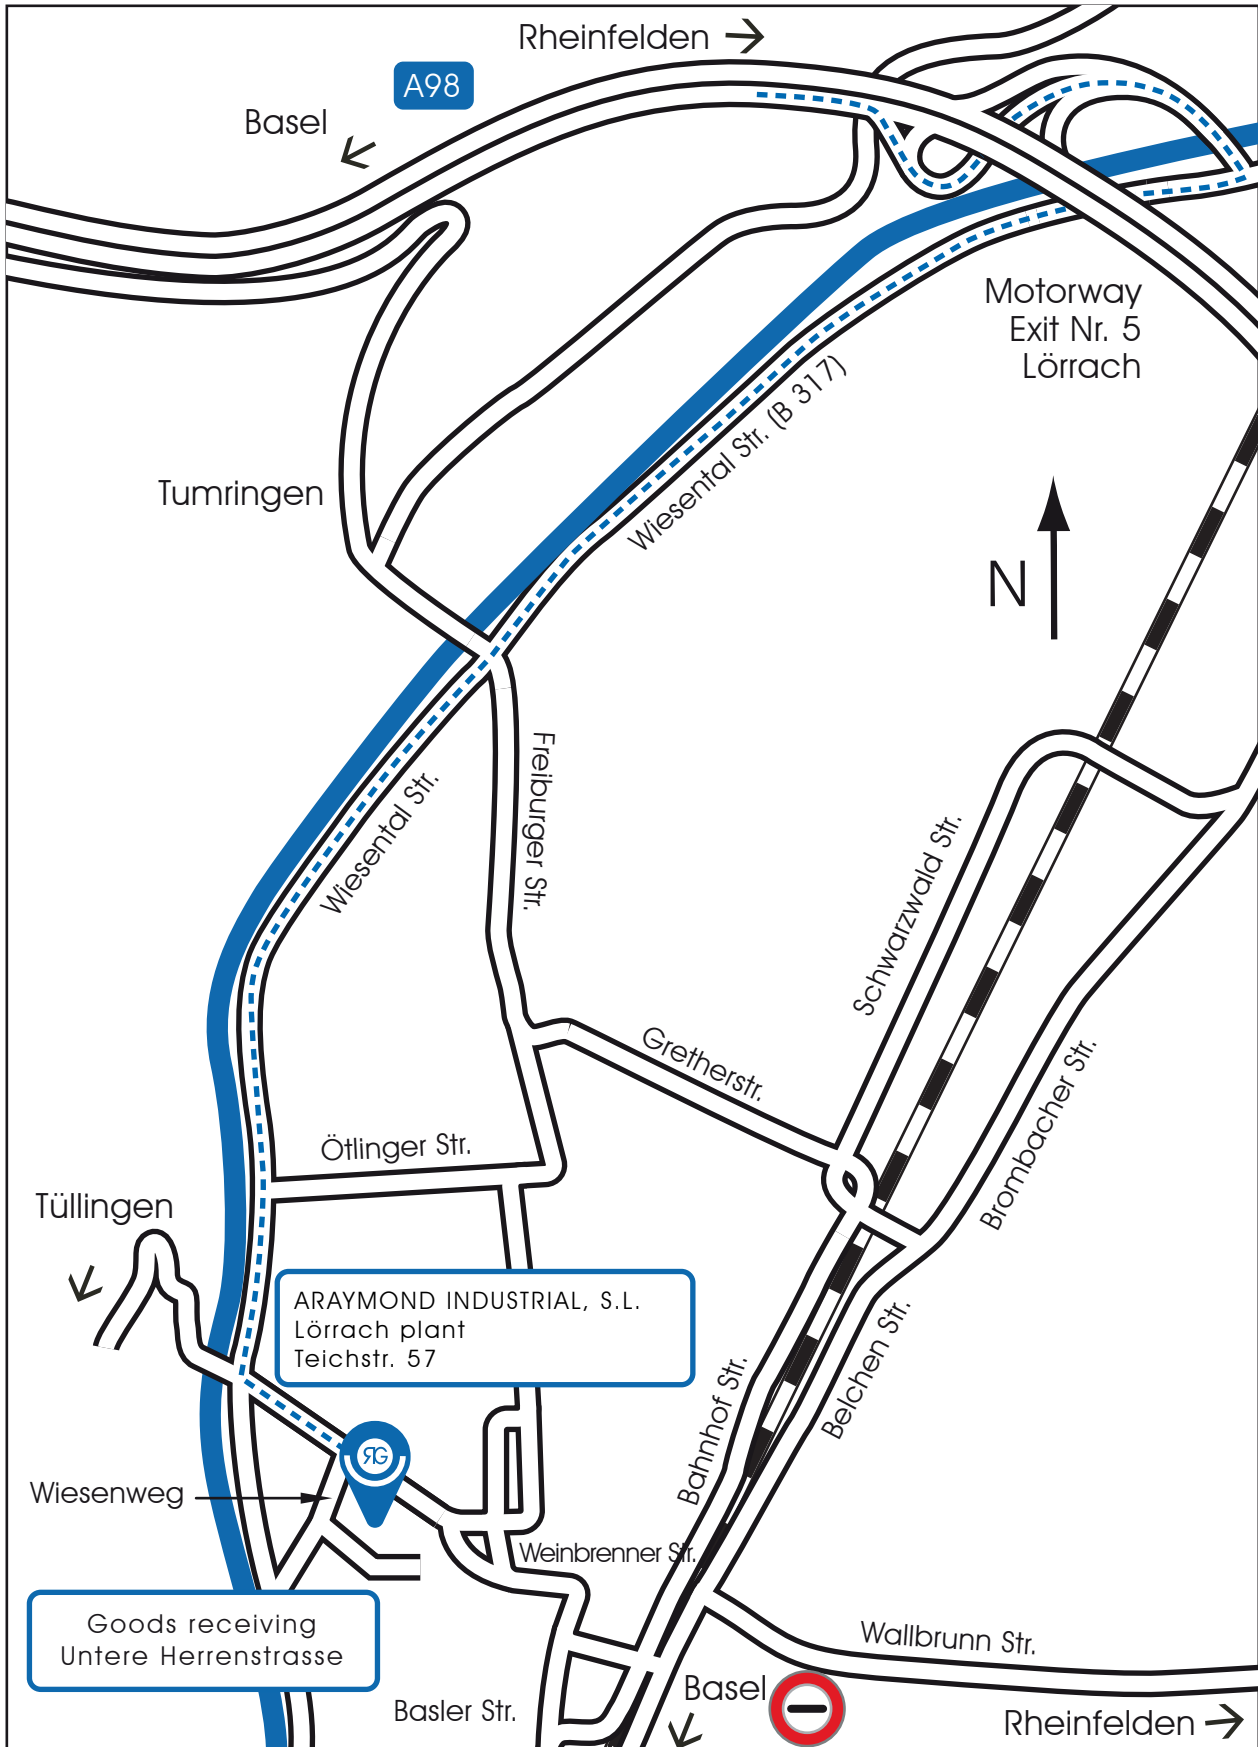 Rheinfelden
A98
Basel
Motorway
Exit Nr. 5
Lörrach
Wiesental Str. (B 317)
Tumringen
N
Freiburger Str.
Wiesental Str.
Schwarzwald Str.
Gretherstr.
Brombacher Str.
Ötlinger Str.
Tüllingen
ARAYMOND INDUSTRIAL, S.L.
Lörrach plant
Teichstr. 57
Belchen Str.
Bahnhof Str.
RG
Wiesenweg
Weinbrenner Str.
Goods receiving
Untere Herrenstrasse
Wallbrunn Str.
Basel
Basler Str.
Rheinfelden